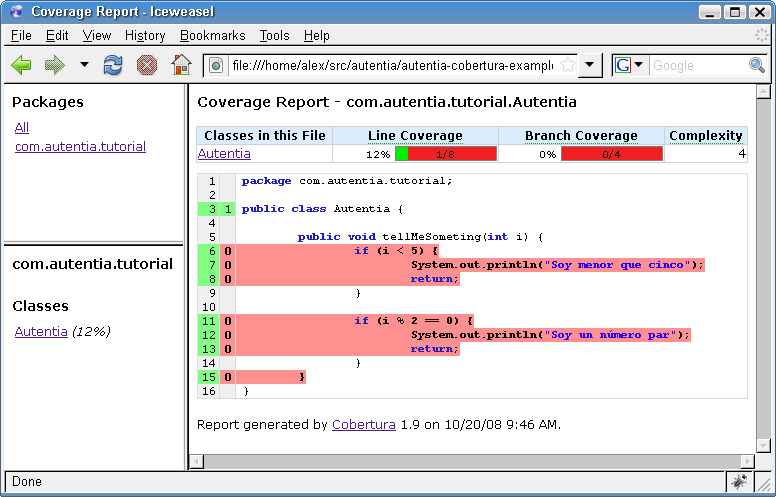 Coverage Report - Iceweasel
File Edit View History Bookmarks Tools Help
file:///home/alex/src/autentia/autentia-cobertura-example
G Google
Packages
All
com.autentia.tutorial
com.autentia.tutorial
Classes
Autentia (12%)
Coverage Report - com.autentia.tutorial.Autentia
Classes in this File Line Coverage Branch Coverage Complexity
Autentia 12% 1/8 0% 0/4 4
1 package com.autentia.tutorial;
2
3 1 public class Autentia {
4
5 public void tellMeSometing(int i) {
6 0 if (i < 5) {
7 0 System.out.println("Soy menor que cinco");
8 0 return;
9 }
10
11 0 if (i % 2 == 0) {
12 0 System.out.println("Soy un número par");
13 0 return;
14 }
15 0 }
16 }
Report generated by Cobertura 1.9 on 10/20/08 9:46 AM.
Done